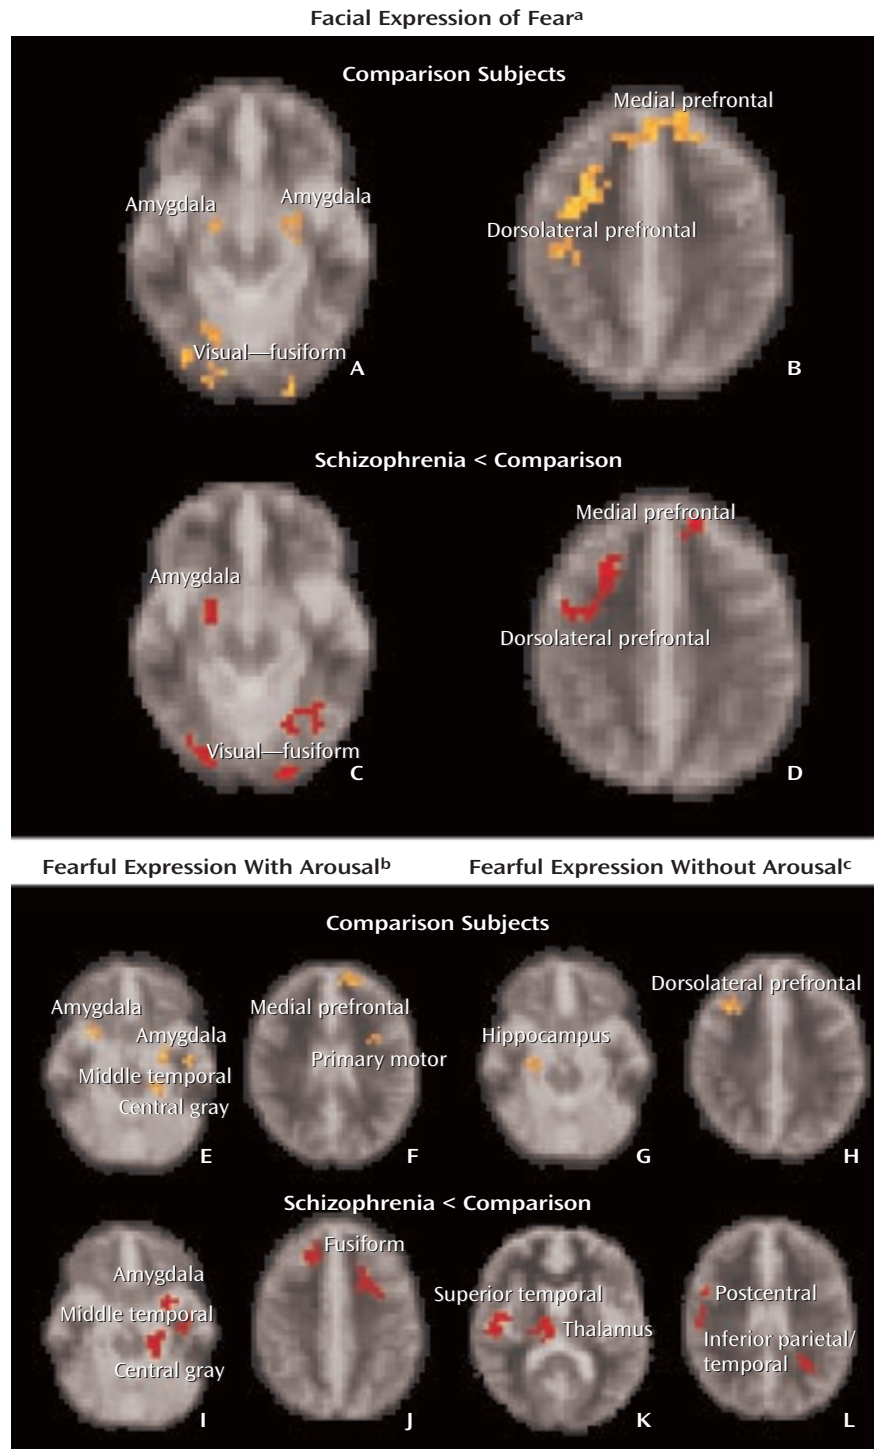 Facial Expression of Fearᵃ
Comparison Subjects
Medial prefrontal
Amygdala
Amygdala
Dorsolateral prefrontal
Visual—fusiform
A
B
Schizophrenia < Comparison
Medial prefrontal
Amygdala
Dorsolateral prefrontal
Visual—fusiform
C
D
Fearful Expression With Arousalᵇ
Fearful Expression Without Arousalᶜ
Comparison Subjects
Amygdala
Amygdala
Middle temporal
Central gray
E
Medial prefrontal
Primary motor
F
Hippocampus
G
Dorsolateral prefrontal
H
Schizophrenia < Comparison
Amygdala
Middle temporal
Central gray
I
Fusiform
J
Superior temporal
Thalamus
K
Postcentral
Inferior parietal/
temporal
L